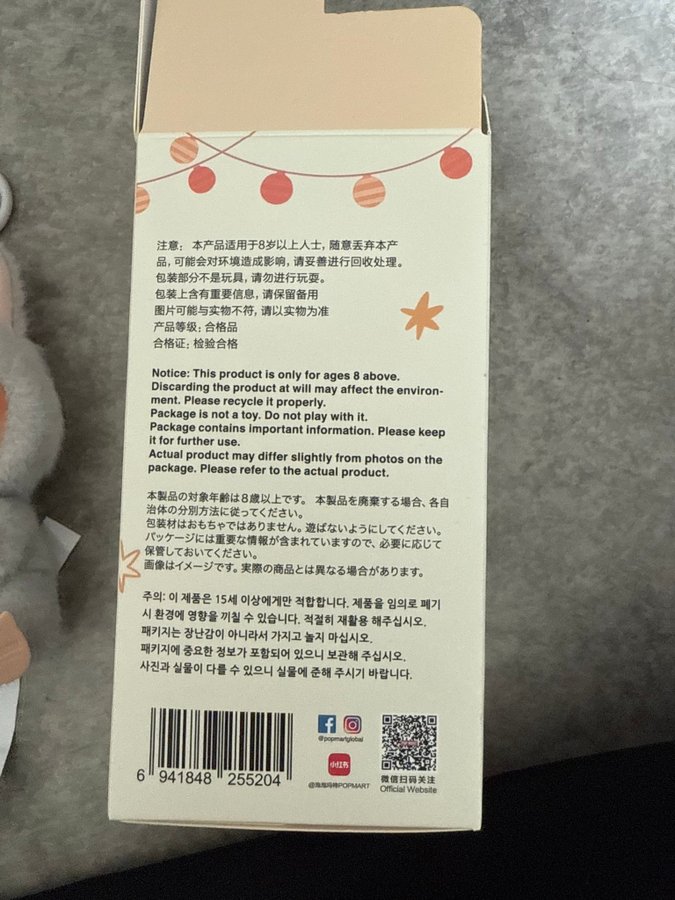 注意： 本产品适用于8岁以上人士，随意丢弃本产
品，可能会对环境造成影响，请妥善进行回收处理。
包装部分不是玩具，请勿进行玩耍。
包装上含有重要信息，请保留备用
图片可能与实物不符，请以实物为准
产品等级：合格品
合格证：检验合格
Notice: This product is only for ages 8 above.
Discarding the product at will may affect the environ-
ment. Please recycle it properly.
Package is not a toy. Do not play with it.
Package contains important information. Please keep
it for further use.
Actual product may differ slightly from photos on the
package. Please refer to the actual product.
本製品の対象年齢は８歳以上です。 本製品を廃棄する場合、各自
治体の分別方法に従ってください。
包装材はおもちゃではありません。遊ばないようにしてください。
パッケージには重要な情報が含まれていますので、必要に応じて
保管しておいてください。
画像はイメージです。実際の商品とは異なる場合があります。
주의: 이 제품은 15세 이상에게만 적합합니다. 제품을 임의로 폐기
시 환경에 영향을 끼칠 수 있습니다. 적절히 재활용 해주십시오.
패키지는 장난감이 아니라서 가지고 놀지 마십시오.
패키지에 중요한 정보가 포함되어 있으니 보관해 주십시오.
사진과 실물이 다를 수 있으니 실물에 준해 주시기 바랍니다.
@popmartglobal
小红书
@泡泡玛特POPMART
微信扫码关注
Official Website
6 941848 255204